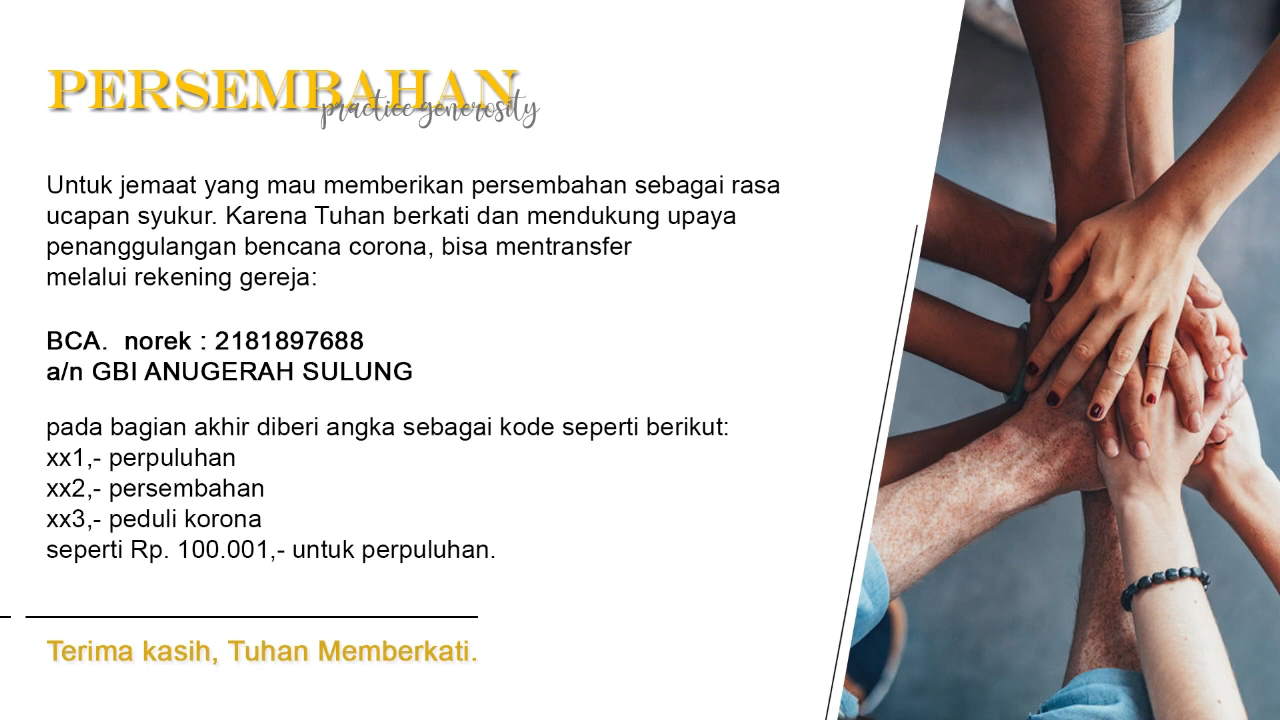 PERSEMBAHAN
practice generosity
Untuk jemaat yang mau memberikan persembahan sebagai rasa
ucapan syukur. Karena Tuhan berkati dan mendukung upaya
penanggulangan bencana corona, bisa mentransfer
melalui rekening gereja:
BCA.  norek : 2181897688
a/n GBI ANUGERAH SULUNG
pada bagian akhir diberi angka sebagai kode seperti berikut:
xx1,- perpuluhan
xx2,- persembahan
xx3,- peduli korona
seperti Rp. 100.001,- untuk perpuluhan.
Terima kasih, Tuhan Memberkati.